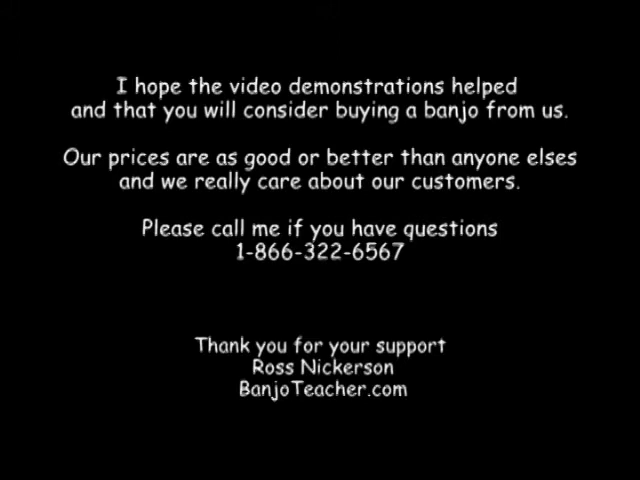 I hope the video demonstrations helped
and that you will consider buying a banjo from us.
Our prices are as good or better than anyone elses
and we really care about our customers.
Please call me if you have questions
1-866-322-6567
Thank you for your support
Ross Nickerson
BanjoTeacher.com